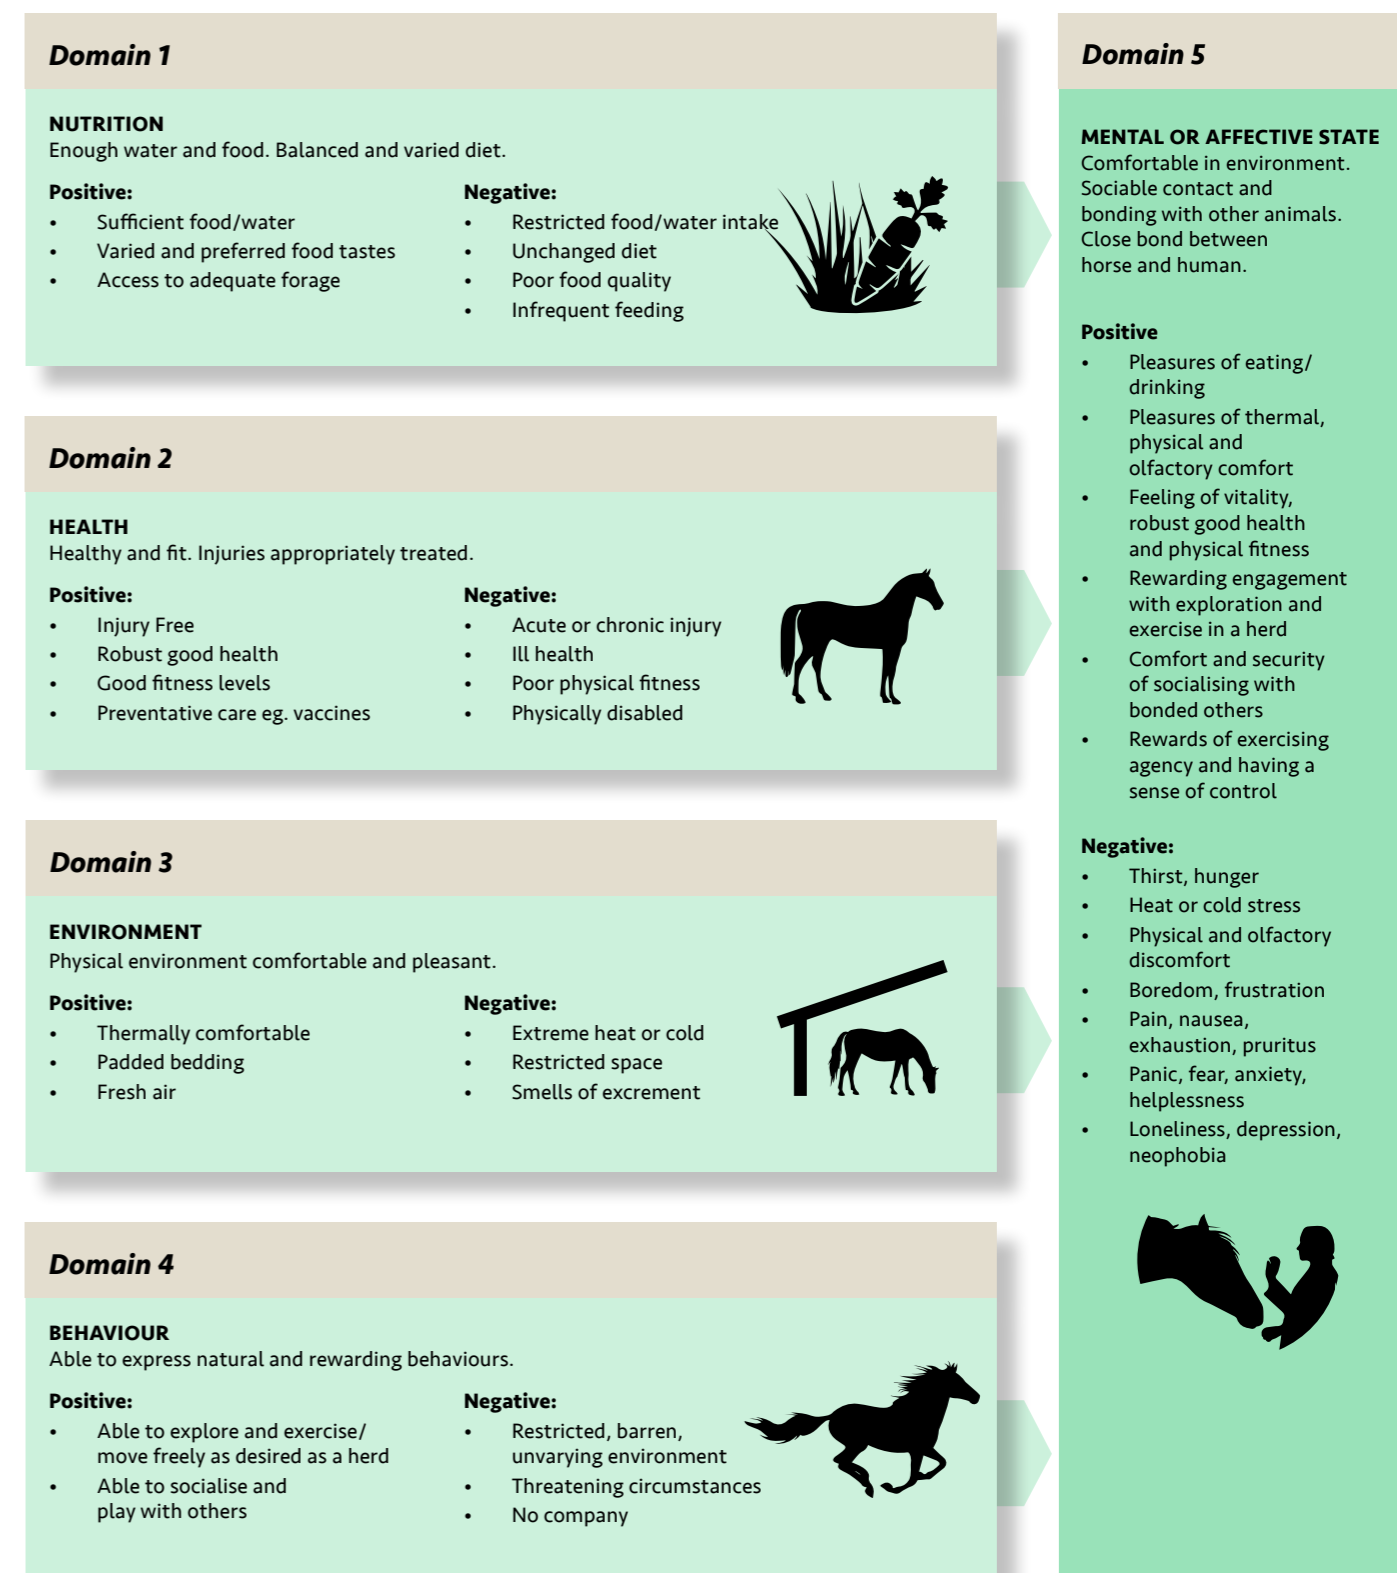 Domain 1
NUTRITION
Enough water and food. Balanced and varied diet.
Positive:
• Sufficient food/water
• Varied and preferred food tastes
• Access to adequate forage
Negative:
• Restricted food/water intake
• Unchanged diet
• Poor food quality
• Infrequent feeding
Domain 2
HEALTH
Healthy and fit. Injuries appropriately treated.
Positive:
• Injury Free
• Robust good health
• Good fitness levels
• Preventative care eg. vaccines
Negative:
• Acute or chronic injury
• Ill health
• Poor physical fitness
• Physically disabled
Domain 3
ENVIRONMENT
Physical environment comfortable and pleasant.
Positive:
• Thermally comfortable
• Padded bedding
• Fresh air
Negative:
• Extreme heat or cold
• Restricted space
• Smells of excrement
Domain 4
BEHAVIOUR
Able to express natural and rewarding behaviours.
Positive:
• Able to explore and exercise/
move freely as desired as a herd
• Able to socialise and
play with others
Negative:
• Restricted, barren,
unvarying environment
• Threatening circumstances
• No company
Domain 5
MENTAL OR AFFECTIVE STATE
Comfortable in environment.
Sociable contact and
bonding with other animals.
Close bond between
horse and human.
Positive
• Pleasures of eating/
drinking
• Pleasures of thermal,
physical and
olfactory comfort
• Feeling of vitality,
robust good health
and physical fitness
• Rewarding engagement
with exploration and
exercise in a herd
• Comfort and security
of socialising with
bonded others
• Rewards of exercising
agency and having a
sense of control
Negative:
• Thirst, hunger
• Heat or cold stress
• Physical and olfactory
discomfort
• Boredom, frustration
• Pain, nausea,
exhaustion, pruritus
• Panic, fear, anxiety,
helplessness
• Loneliness, depression,
neophobia